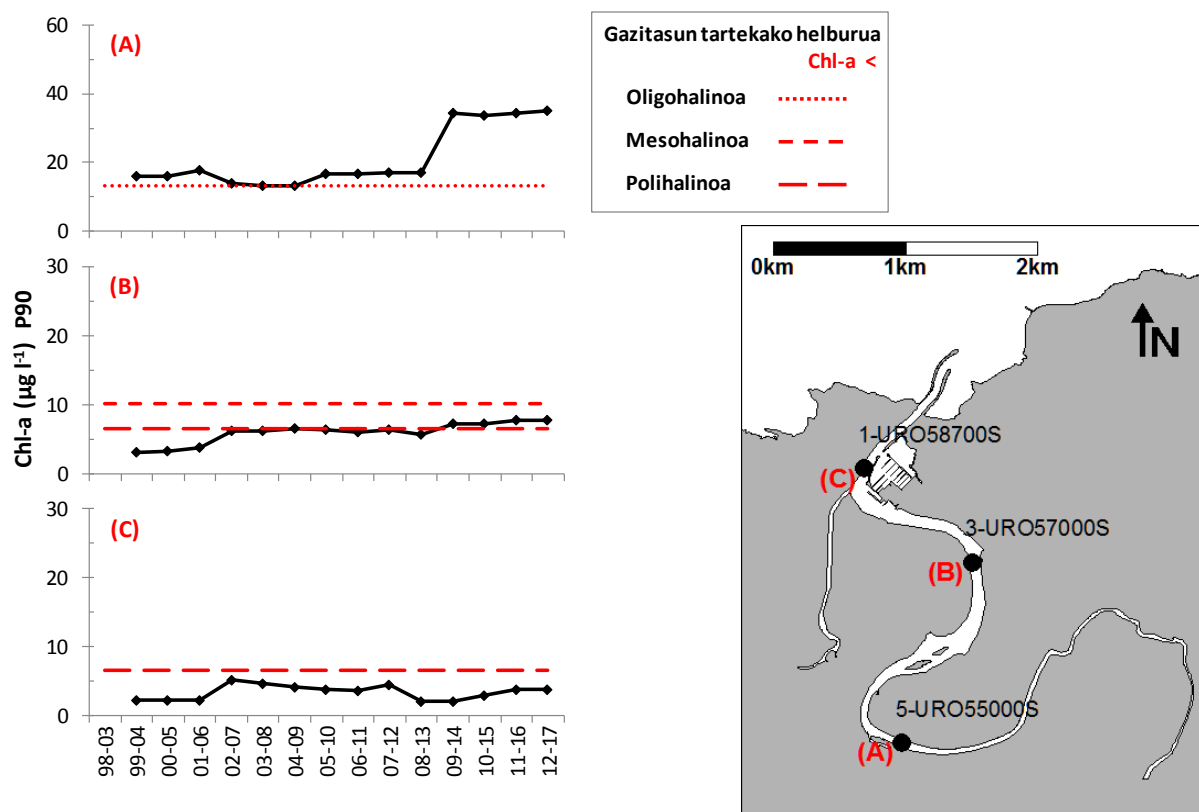 Chl-a (µg l-1) P90
60
40
20
0
(A)
30
20
10
0
(B)
30
20
10
0
(C)
98-03
99-04
00-05
01-06
02-07
03-08
04-09
05-10
06-11
07-12
08-13
09-14
10-15
11-16
12-17
Gazitasun tartekako helburua
Chl-a <
Oligohalinoa
Mesohalinoa
Polihalinoa
0km 1km 2km
N
1-URO58700S
(C)
3-URO57000S
(B)
5-URO55000S
(A)